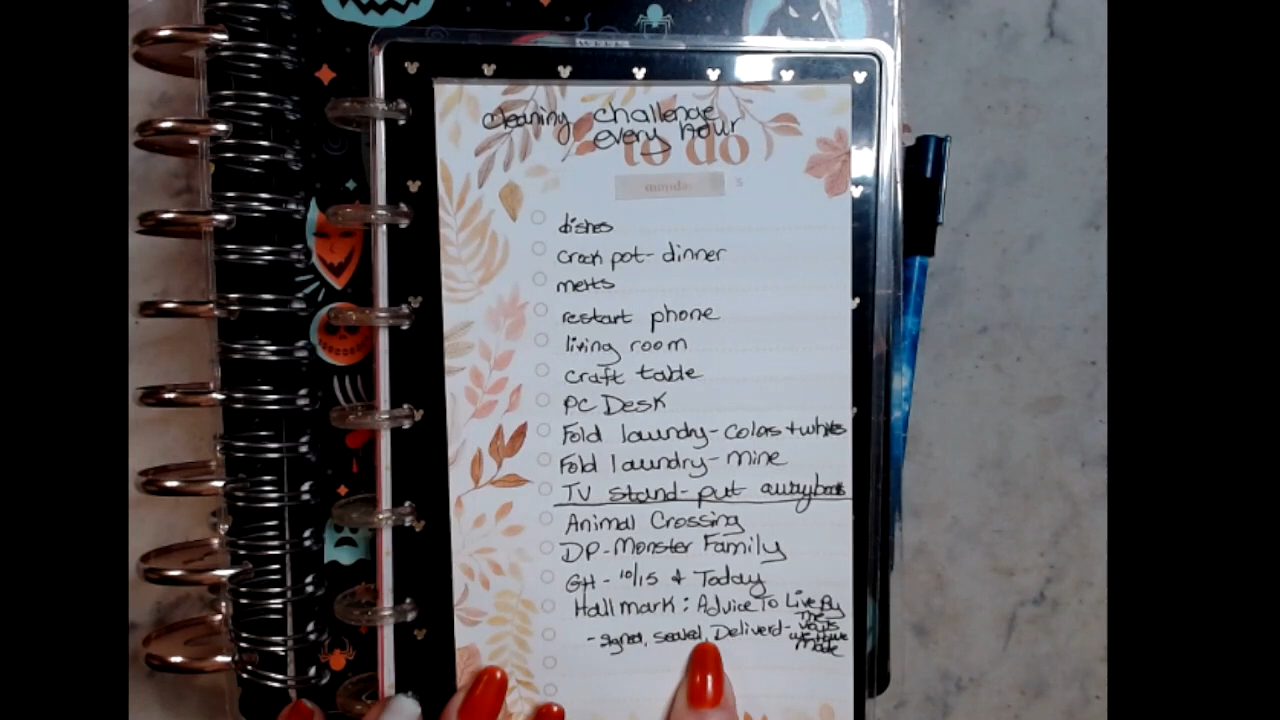 cleaning challenge
every hour
to do
dishes
crock pot - dinner
melts
restart phone
living room
craft table
PC Desk
Fold laundry - colors + whites
Fold laundry - mine
TV stand - put away
Animal Crossing
DP - Monster Family
GH - 10/15 & Today
Hallmark : Advice To Live By
- Signed, Sealed, Deliverd - The Vows
We Have
Made